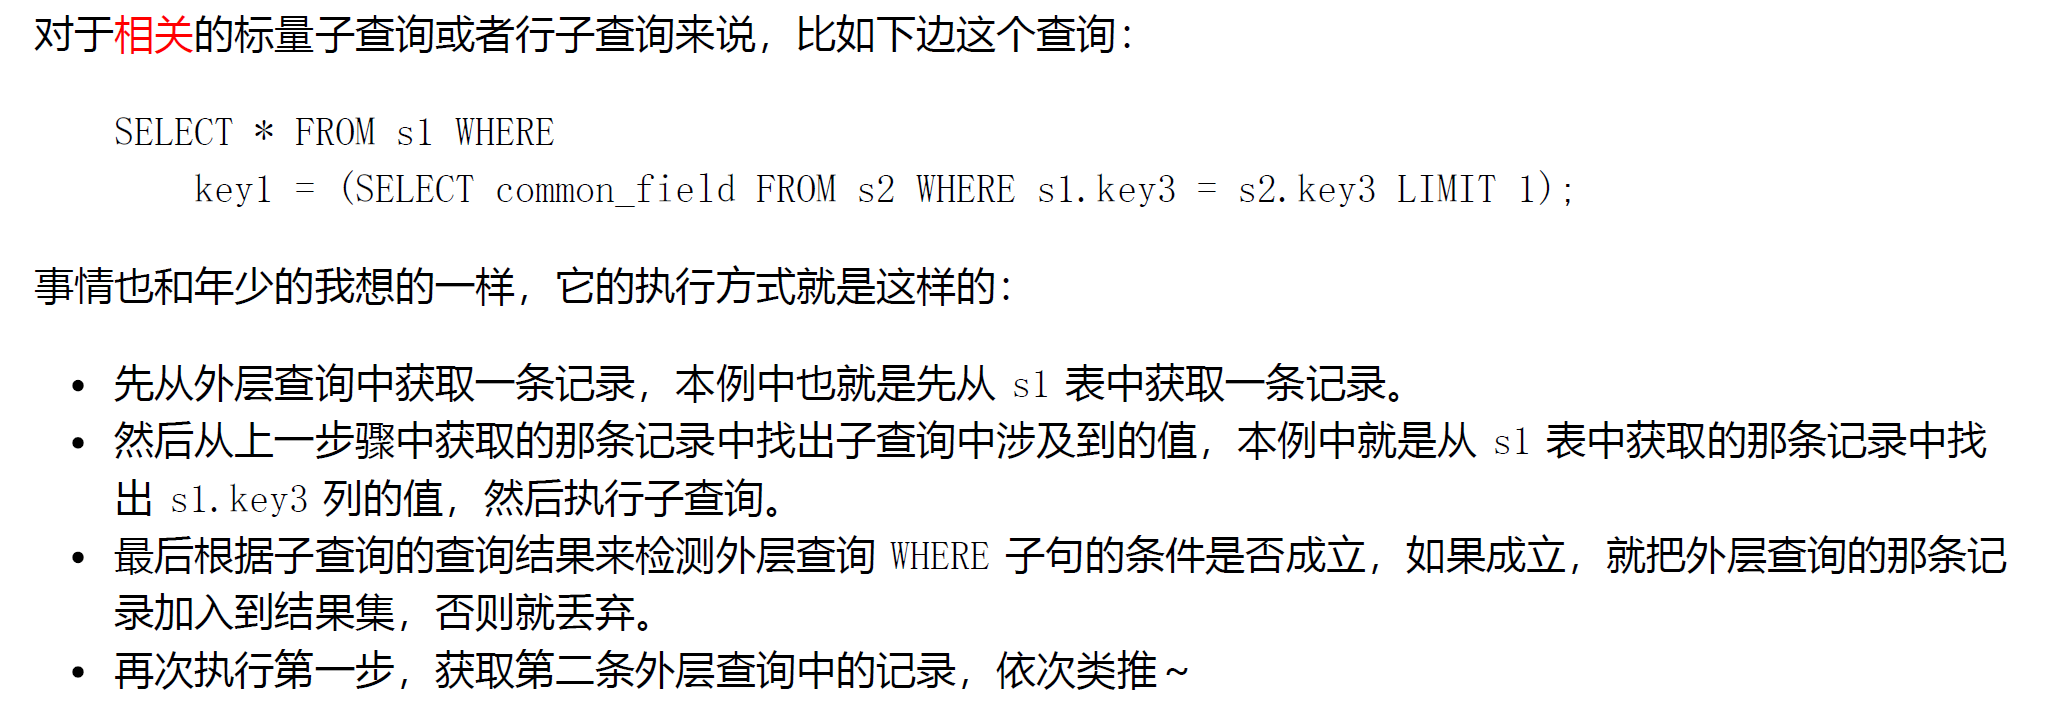 对于相关的标量子查询或者行子查询来说，比如下边这个查询：
SELECT * FROM s1 WHERE
key1 = (SELECT common_field FROM s2 WHERE s1.key3 = s2.key3 LIMIT 1);
事情也和年少的我想的一样，它的执行方式就是这样的：
• 先从外层查询中获取一条记录，本例中也就是先从 s1 表中获取一条记录。
• 然后从上一步骤中获取的那条记录中找出子查询中涉及到的值，本例中就是从 s1 表中获取的那条记录中找
出 s1.key3 列的值，然后执行子查询。
• 最后根据子查询的查询结果来检测外层查询 WHERE 子句的条件是否成立，如果成立，就把外层查询的那条记
录加入到结果集，否则就丢弃。
• 再次执行第一步，获取第二条外层查询中的记录，依次类推～